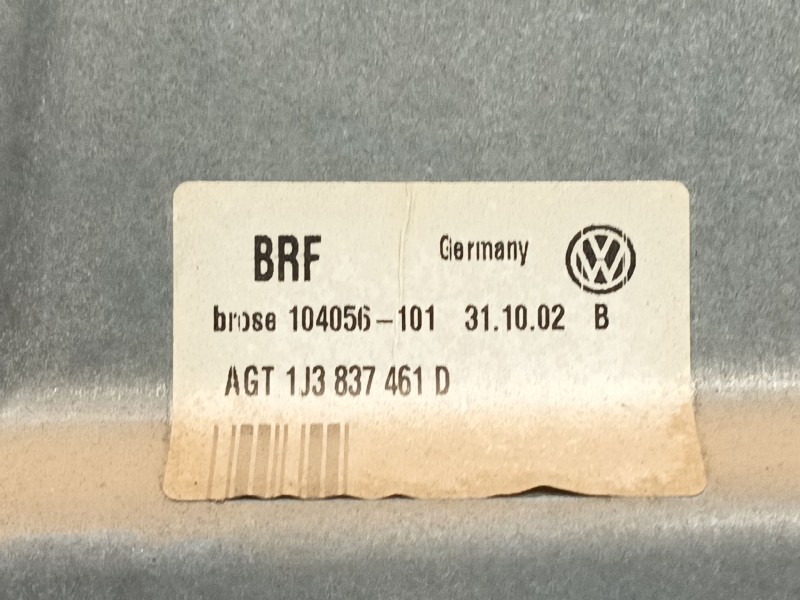 BRF Germany
brose 104056-101 31.10.02 B
AGT 1J3 837 461 D